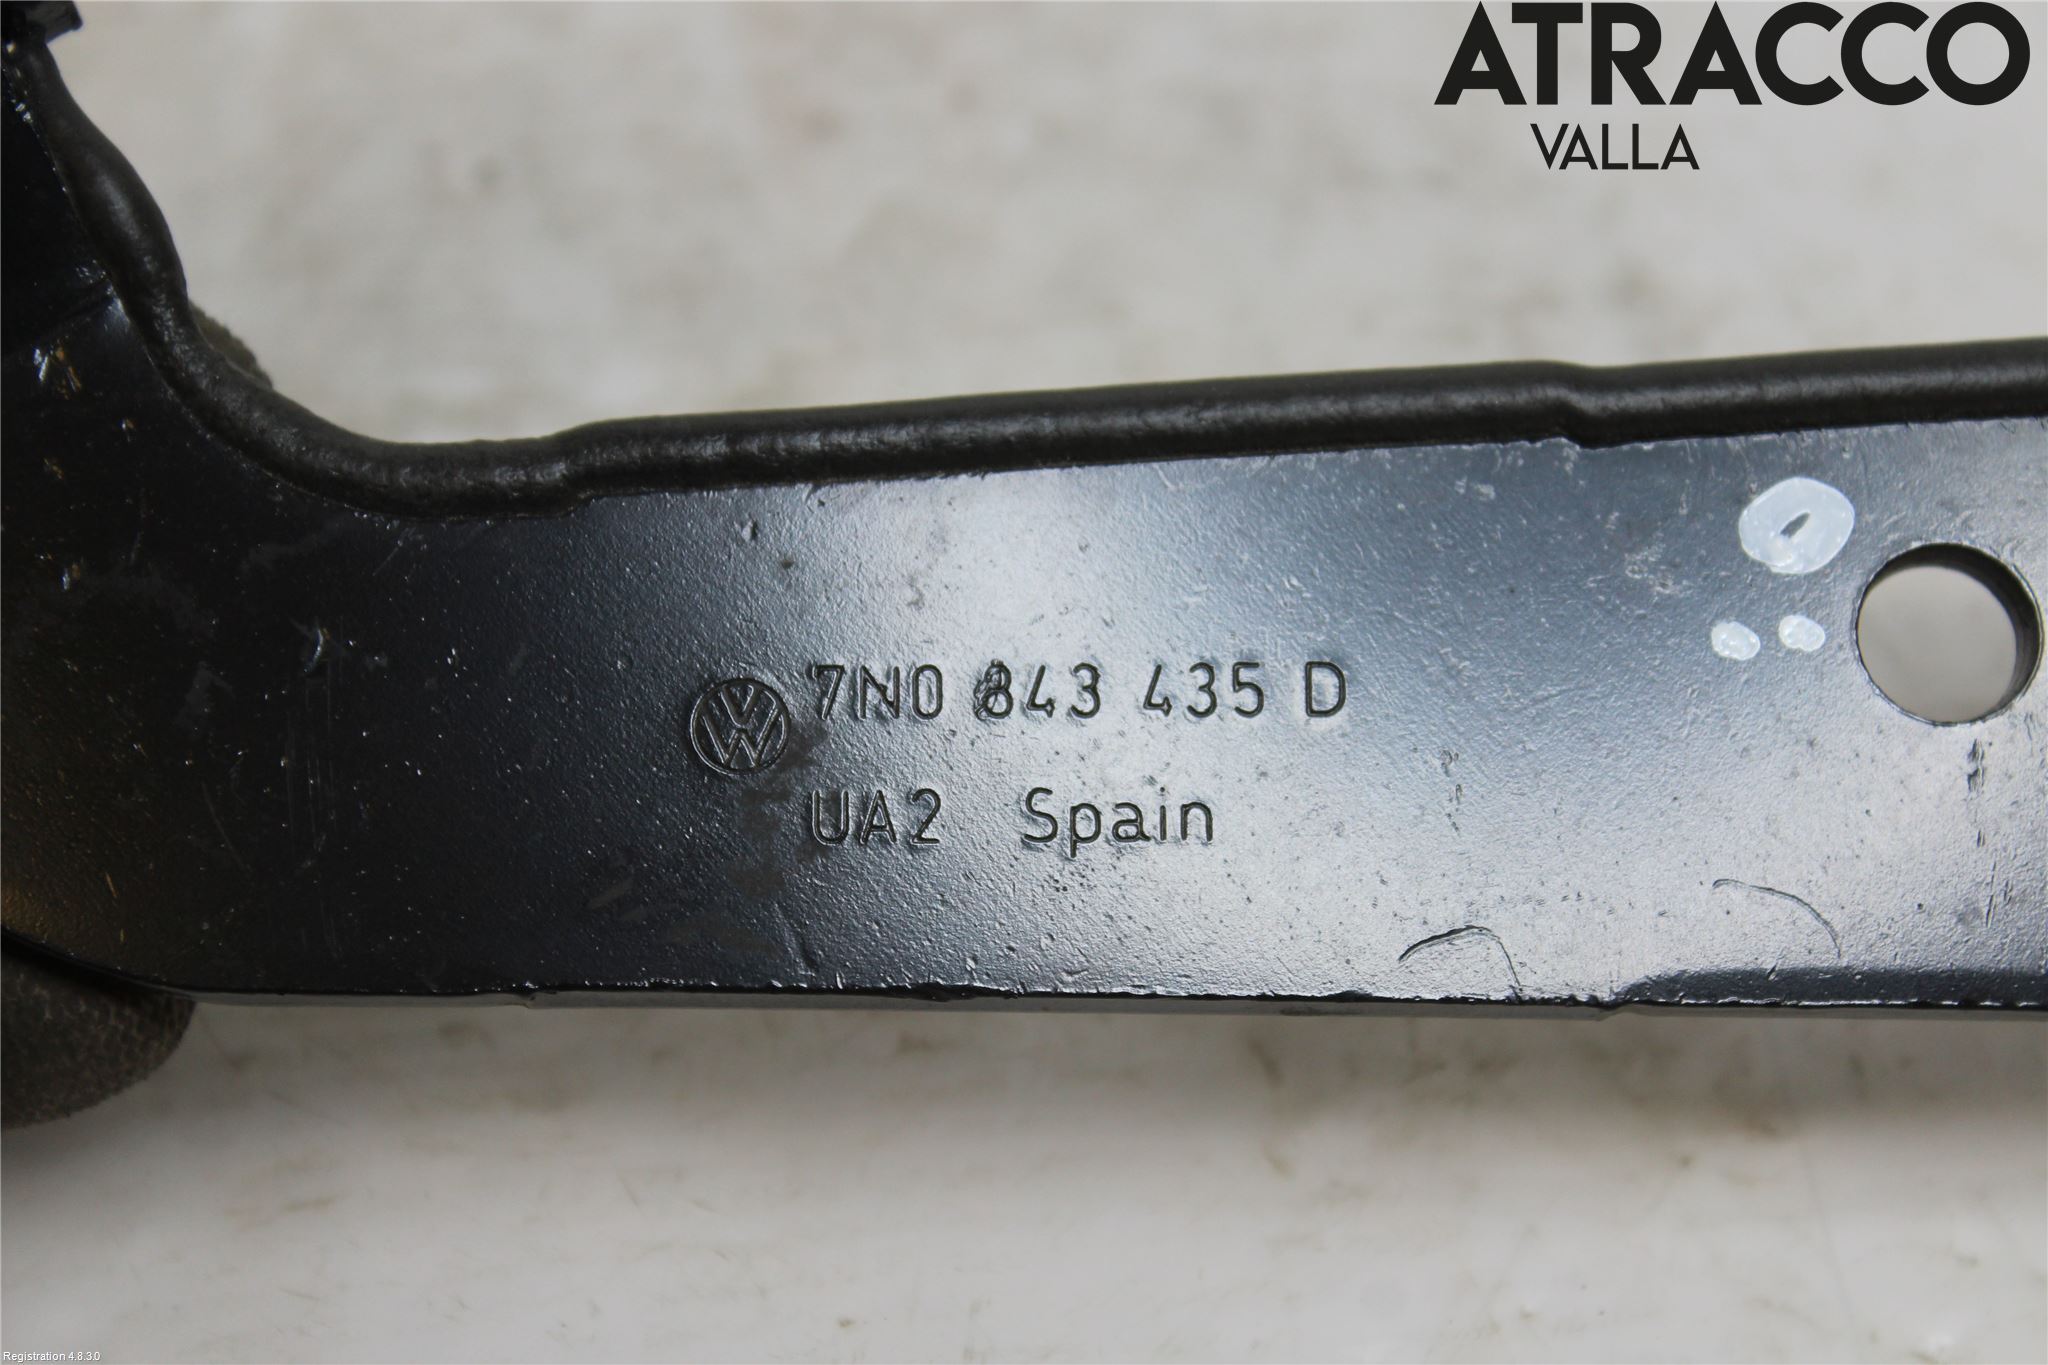 ATRACCO
VALLA
7N0 843 435 D
UA2 Spain
Registration 4.8.3.0